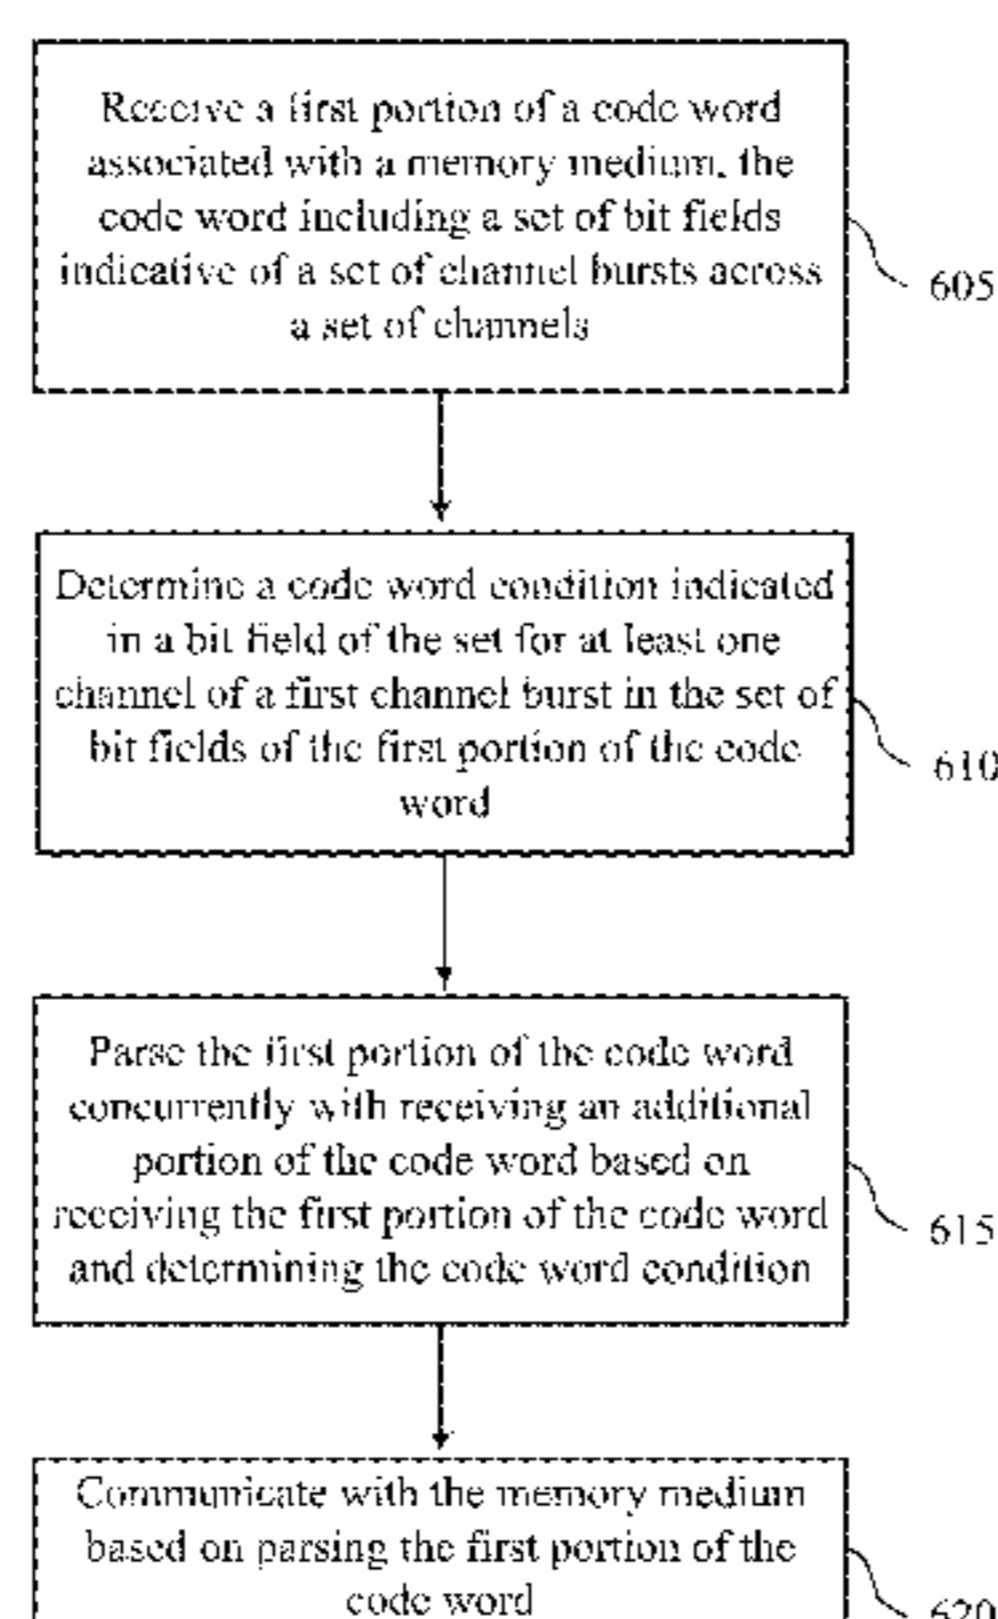 Receive a first portion of a code word
associated with a memory medium, the
code word including a set of bit fields
indicative of a set of channel bursts across
a set of channels
605
Determine a code word condition indicated
in a bit field of the set for at least one
channel of a first channel burst in the set of
bit fields of the first portion of the code
word
610
Parse the first portion of the code word
concurrently with receiving an additional
portion of the code word based on
receiving the first portion of the code word
and determining the code word condition
615
Communicate with the memory medium
based on parsing the first portion of the
code word
620